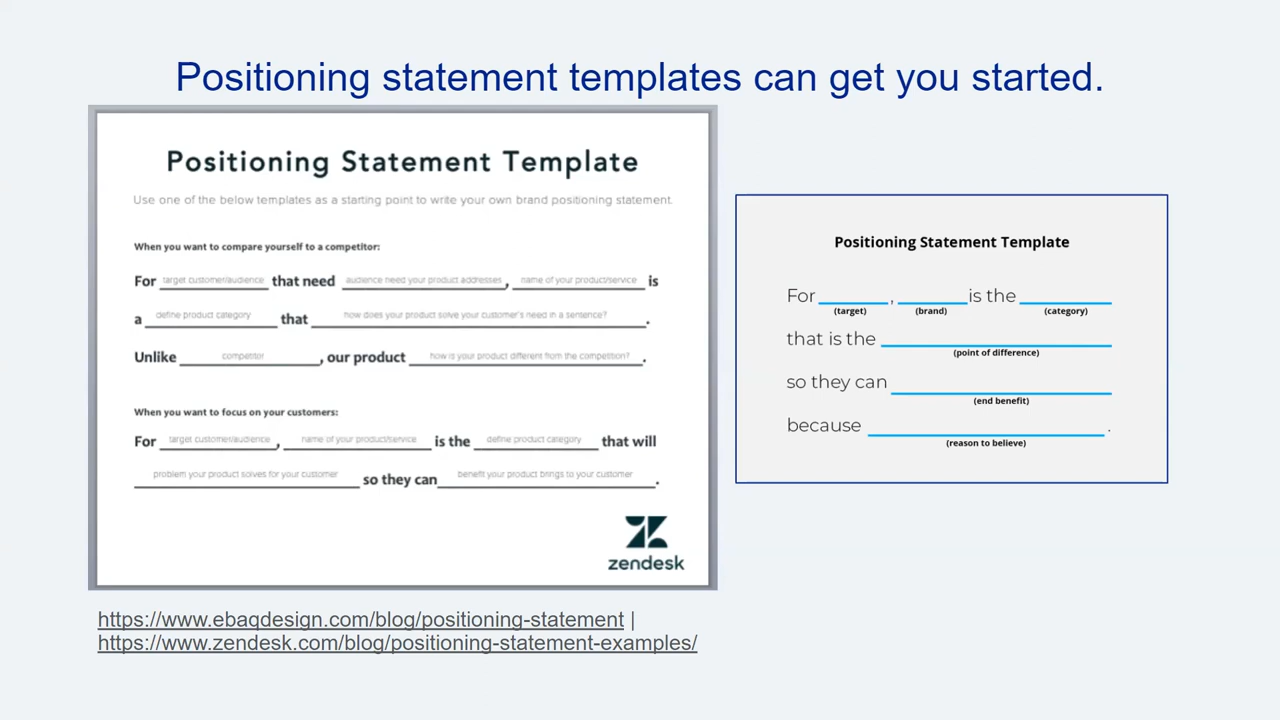 Positioning statement templates can get you started.
Positioning Statement Template
Use one of the below templates as a starting point to write your own brand positioning statement.
When you want to compare yourself to a competitor:
For target customer/audience that need audience need your product addresses, name of your product/service is
a define product category that how does your product solve your customer's need in a sentence?.
Unlike competitor, our product how is your product different from the competition?.
When you want to focus on your customers:
For target customer/audience, name of your product/service is the define product category that will
problem your product solves for your customer so they can benefit your product brings to your customer.
zendesk
Positioning Statement Template
For , is the
(target) (brand) (category)
that is the
(point of difference)
so they can
(end benefit)
because .
(reason to believe)
https://www.ebaqdesign.com/blog/positioning-statement |
https://www.zendesk.com/blog/positioning-statement-examples/